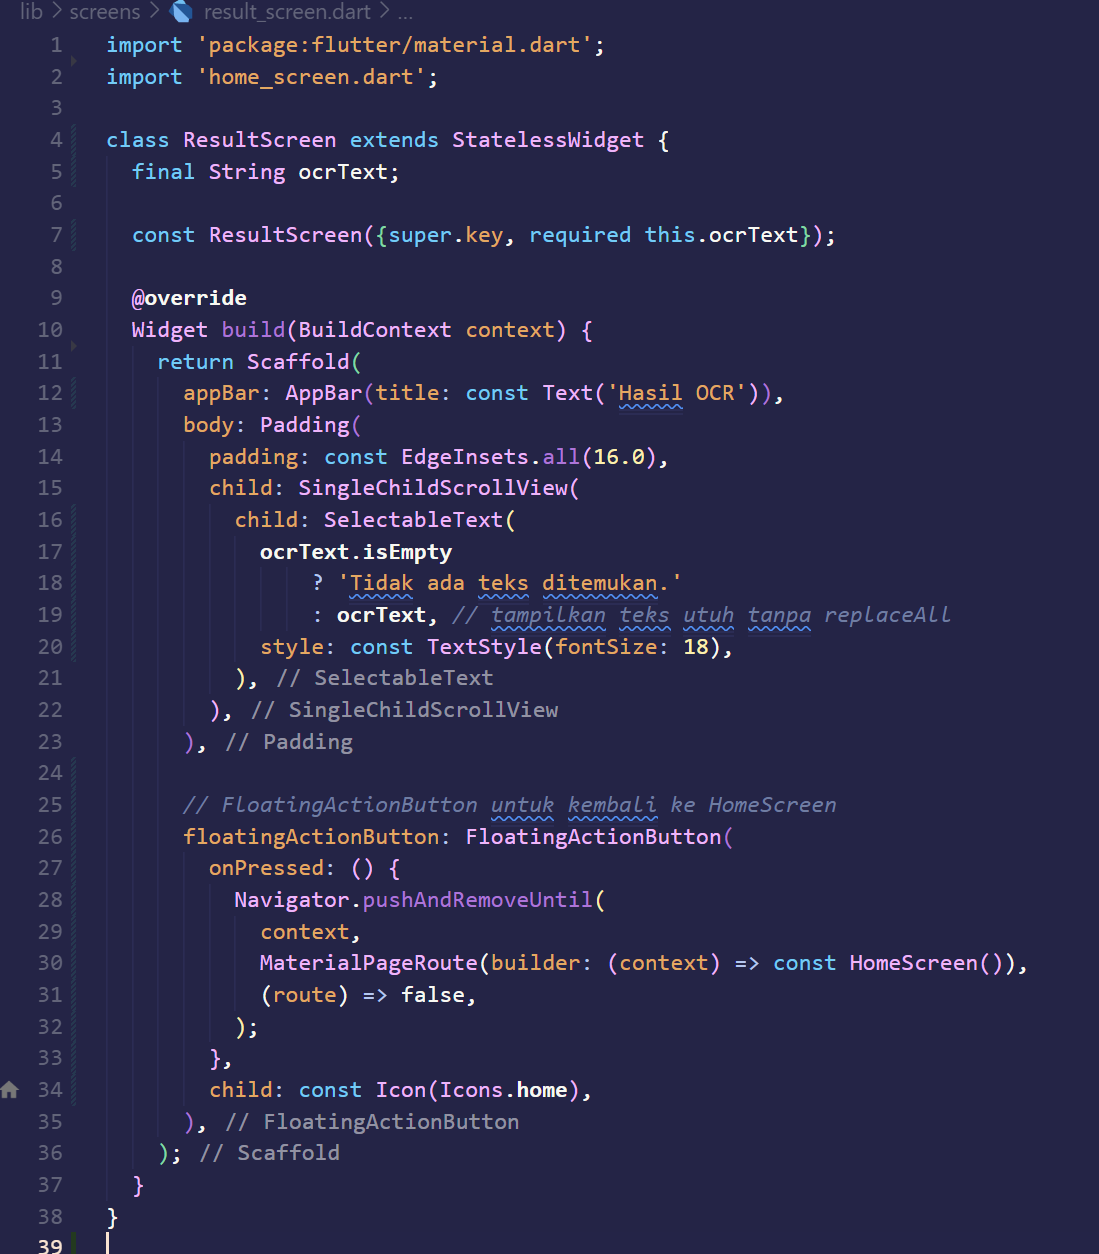 lib > screens > result_screen.dart > ...
1 import 'package:flutter/material.dart';
2 import 'home_screen.dart';
3
4 class ResultScreen extends StatelessWidget {
5   final String ocrText;
6
7   const ResultScreen({super.key, required this.ocrText});
8
9   @override
10   Widget build(BuildContext context) {
11     return Scaffold(
12       appBar: AppBar(title: const Text('Hasil OCR')),
13       body: Padding(
14         padding: const EdgeInsets.all(16.0),
15         child: SingleChildScrollView(
16           child: SelectableText(
17             ocrText.isEmpty
18                 ? 'Tidak ada teks ditemukan.'
19                 : ocrText, // tampilkan teks utuh tanpa replaceAll
20             style: const TextStyle(fontSize: 18),
21           ), // SelectableText
22         ), // SingleChildScrollView
23       ), // Padding
24
25       // FloatingActionButton untuk kembali ke HomeScreen
26       floatingActionButton: FloatingActionButton(
27         onPressed: () {
28           Navigator.pushAndRemoveUntil(
29             context,
30             MaterialPageRoute(builder: (context) => const HomeScreen()),
31             (route) => false,
32           );
33         },
34         child: const Icon(Icons.home),
35       ), // FloatingActionButton
36     ); // Scaffold
37   }
38 }
39